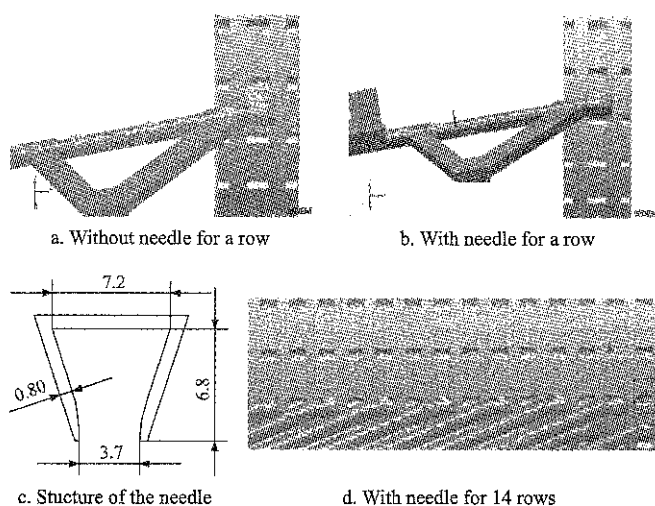 a. Without needle for a row
b. With needle for a row
7.2
0.80
6.8
3.7
c. Stucture of the needle
d. With needle for 14 rows